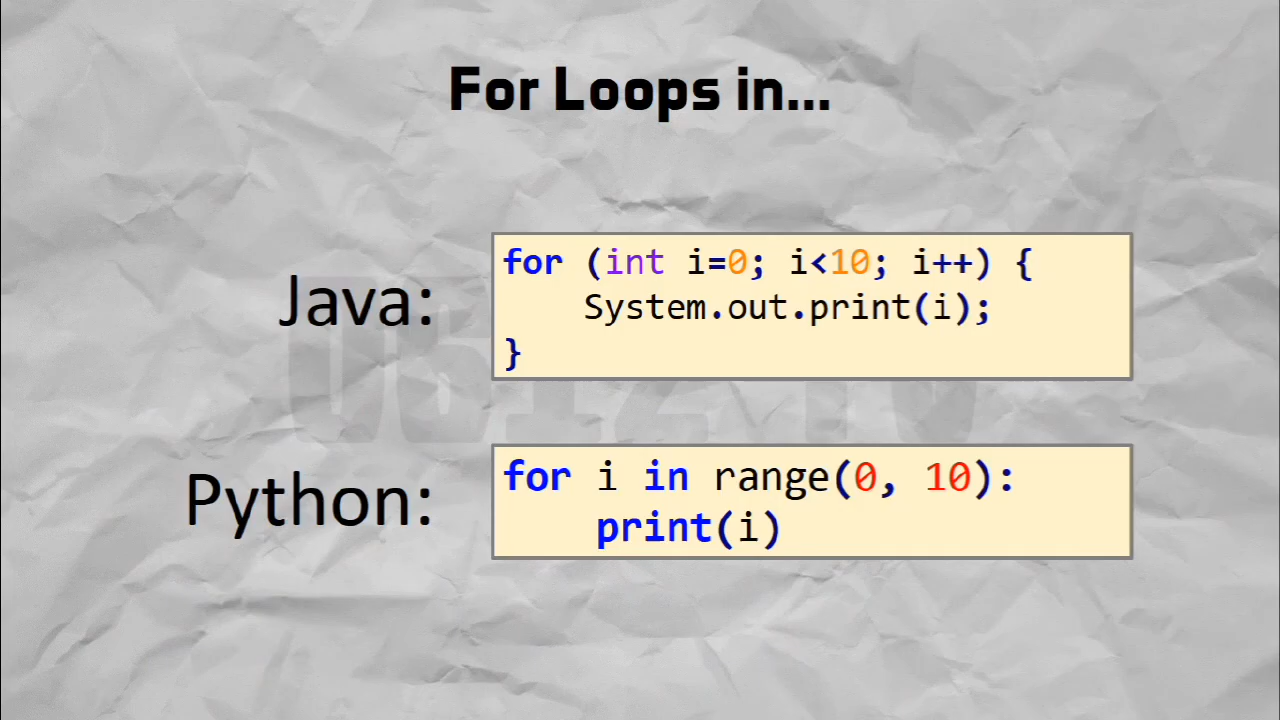 For Loops in...
Java:
for (int i=0; i<10; i++) {
    System.out.print(i);
}
Python:
for i in range(0, 10):
    print(i)